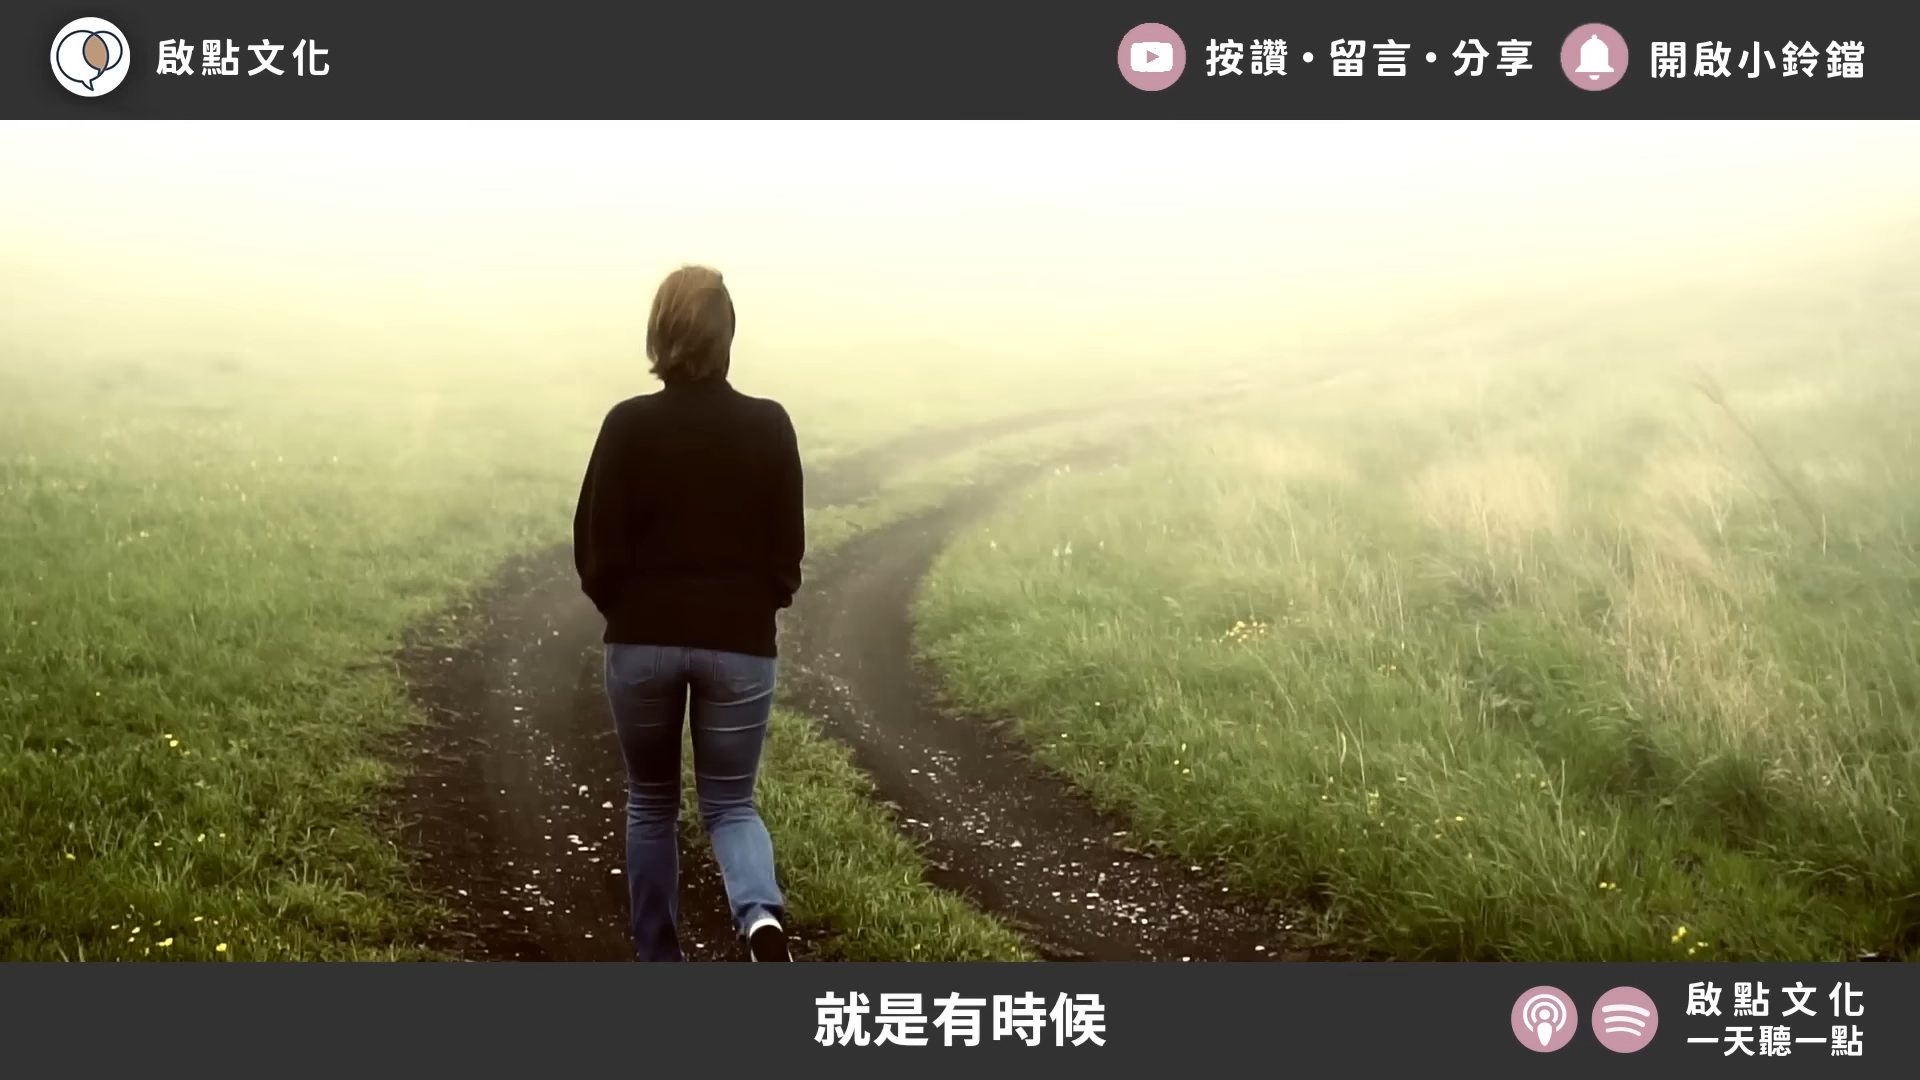 啟點文化
按讚・留言・分享
開啟小鈴鐺
就是有時候
啟點文化
一天聽一點